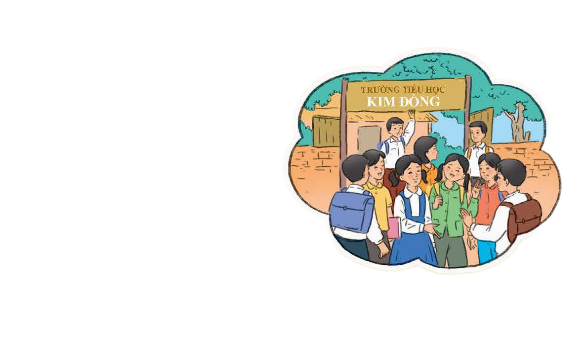 TRƯỜNG TIỂU HỌC
KIM ĐỒNG